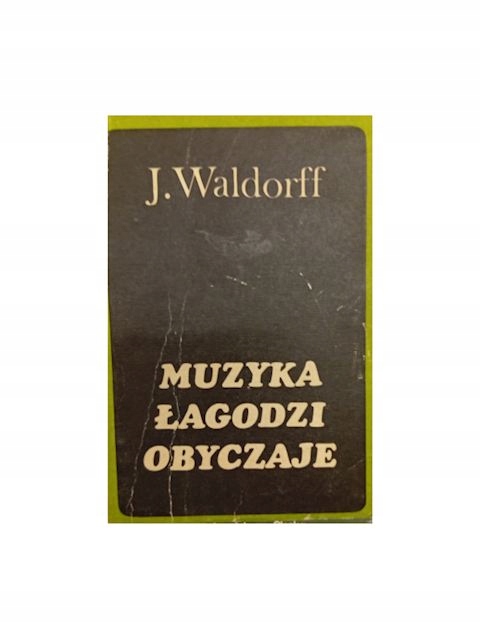 J. Waldorff
MUZYKA
ŁAGODZI
OBYCZAJE